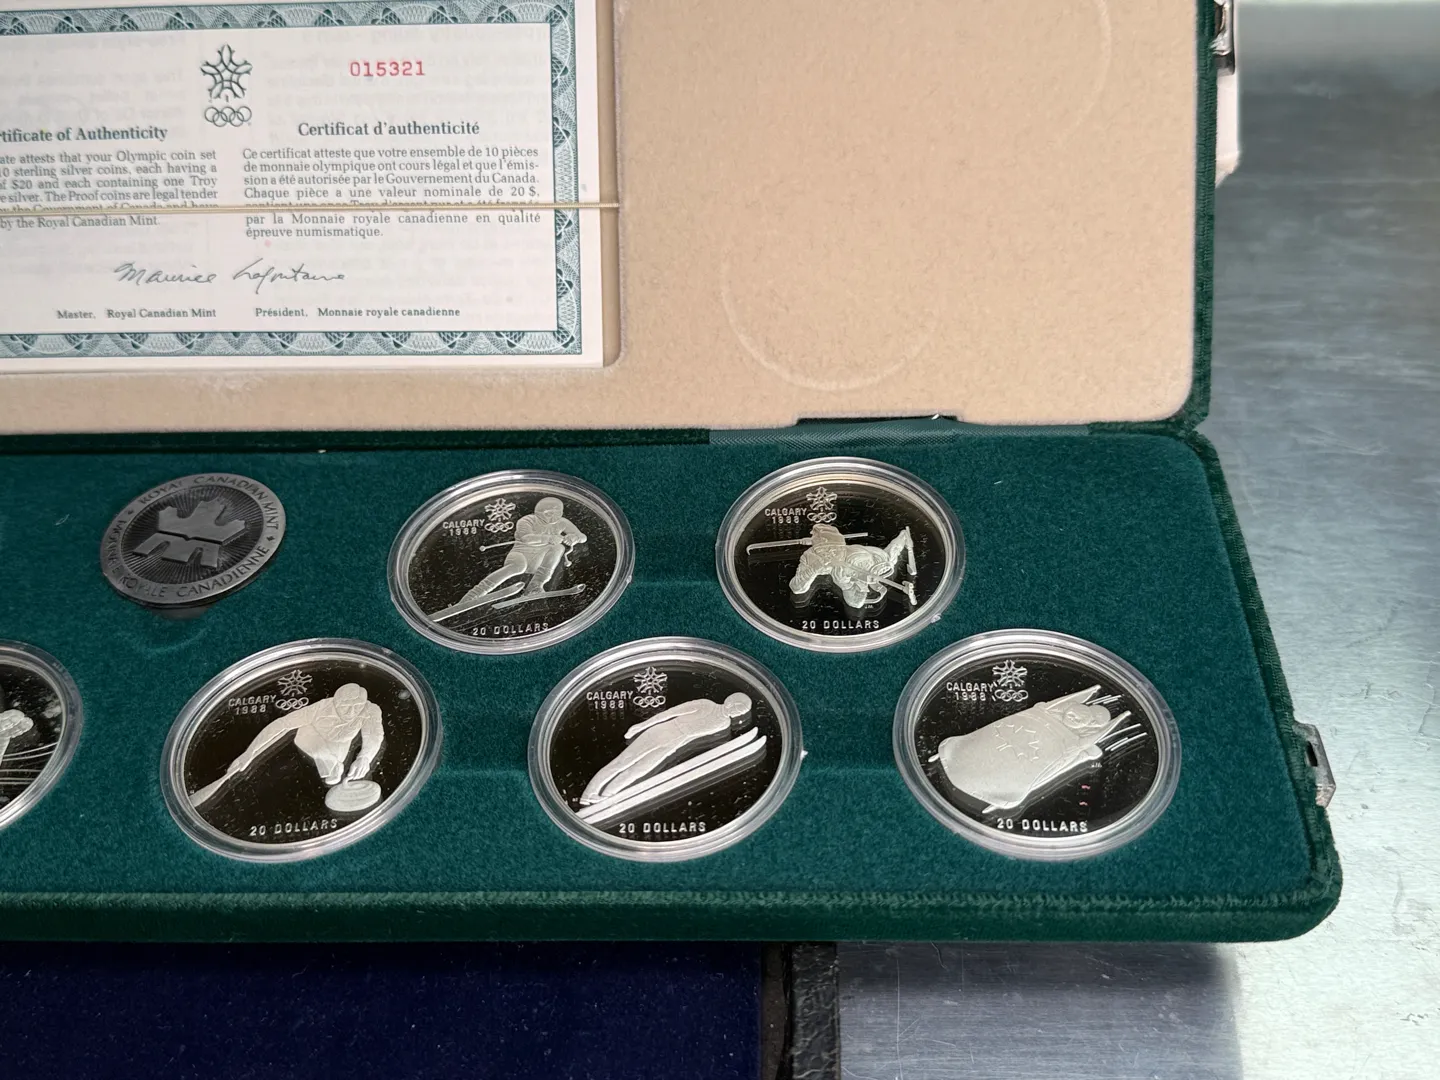 015321
rtificate of Authenticity
ate attests that your Olympic coin set
10 sterling silver coins, each having a
of $20 and each containing one Troy
e silver. The Proof coins are legal tender
by the Royal Canadian Mint.
Certificat d'authenticité
Ce certificat atteste que votre ensemble de 10 pièces
de monnaie olympique ont cours légal et que l'émis-
sion a été autorisée par le Gouvernement du Canada.
Chaque pièce a une valeur nominale de 20 $,
par la Monnaie royale canadienne en qualité
épreuve numismatique.
Maurice Lafontaine
Master, Royal Canadian Mint
Président, Monnaie royale canadienne
ROYAL CANADIAN MINT
MONNAIE ROYALE CANADIENNE
CALGARY
1988
20 DOLLARS
CALGARY
1988
20 DOLLARS
CALGARY
1988
20 DOLLARS
CALGARY
1988
20 DOLLARS
CALGARY
1988
20 DOLLARS